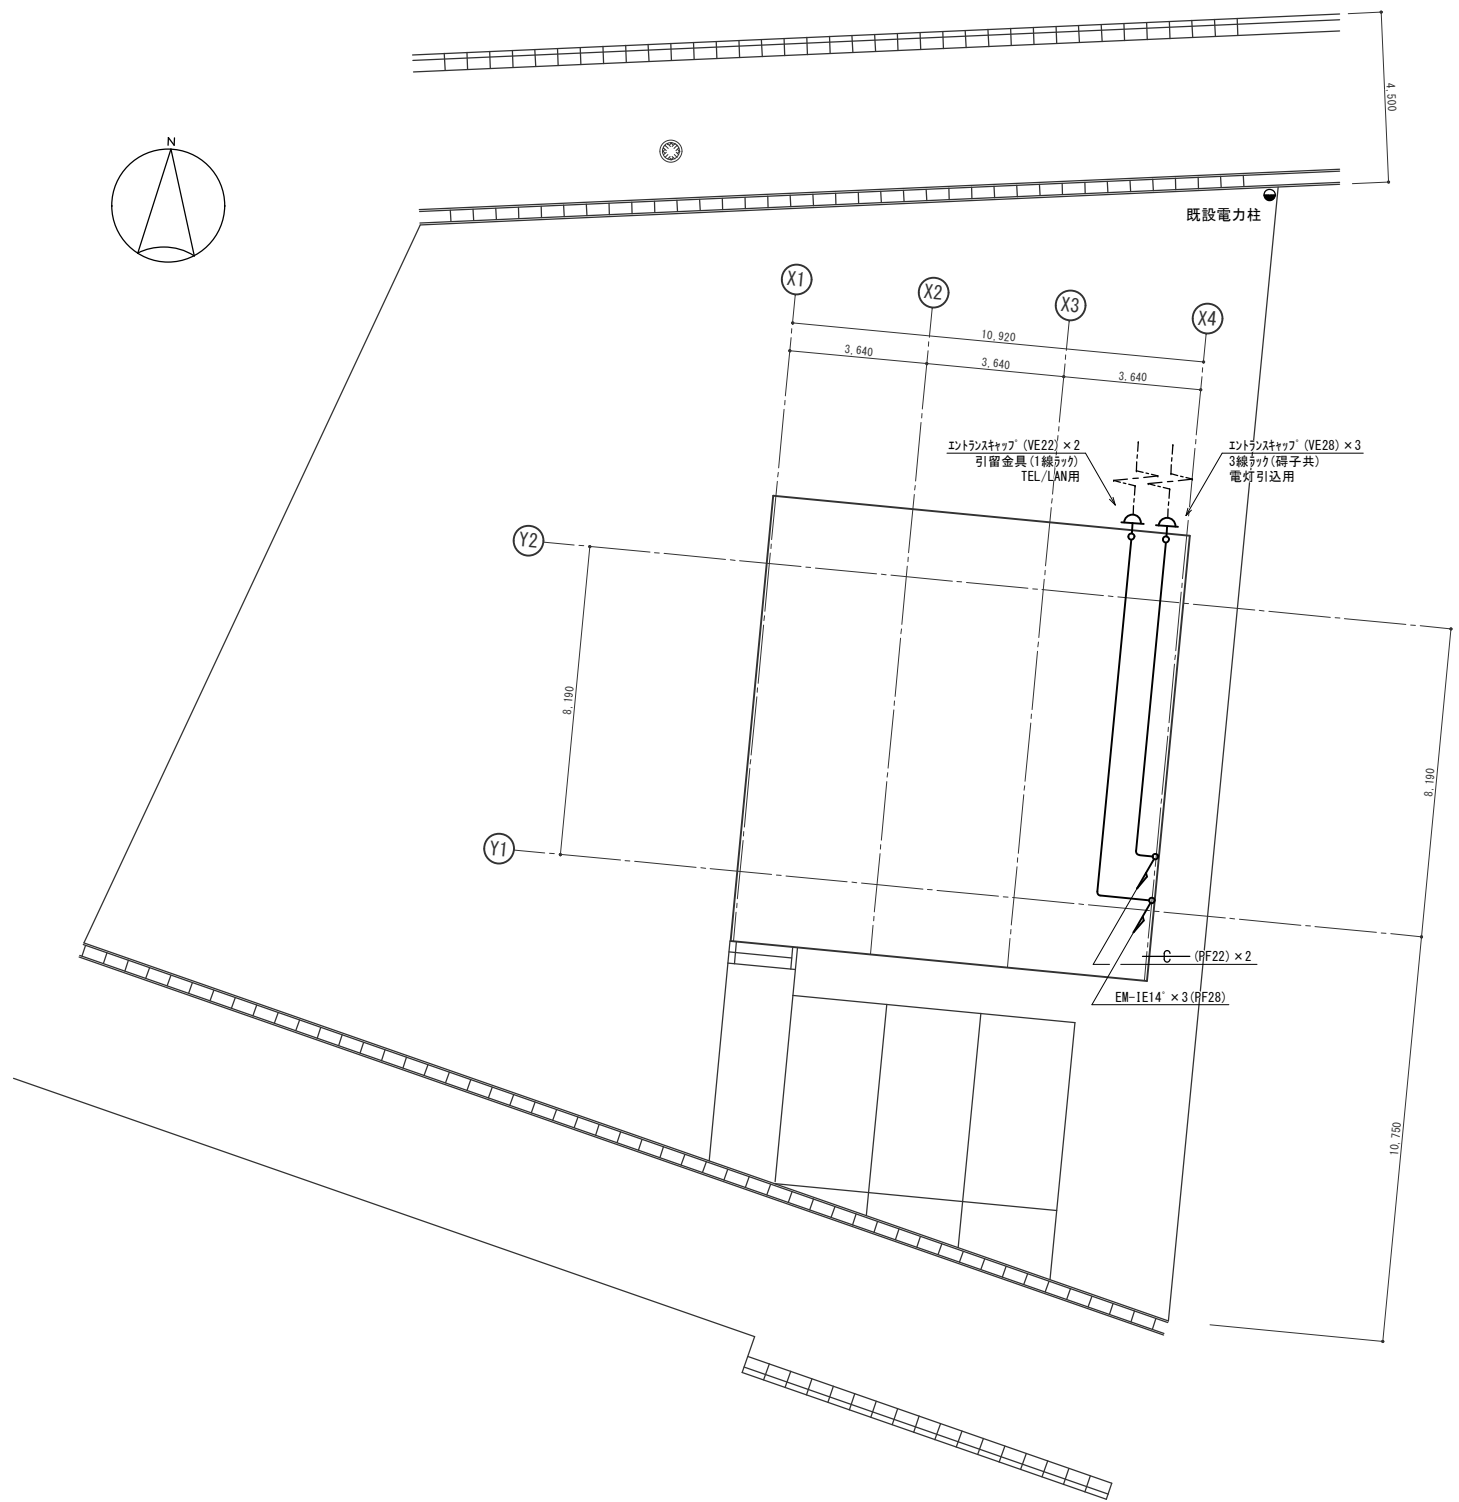 4,500
N
既設電力柱
X1
X2
X3
X4
10,920
3,640
3,640
3,640
エントランスキャップ(VE22)×2
引留金具(1線ラック)
TEL/LAN用
エントランスキャップ(VE28)×3
3線ラック(碍子共)
電灯引込用
Y2
8,190
8,190
Y1
C (PF22)×2
EM-IE14°×3(PF28)
10,750